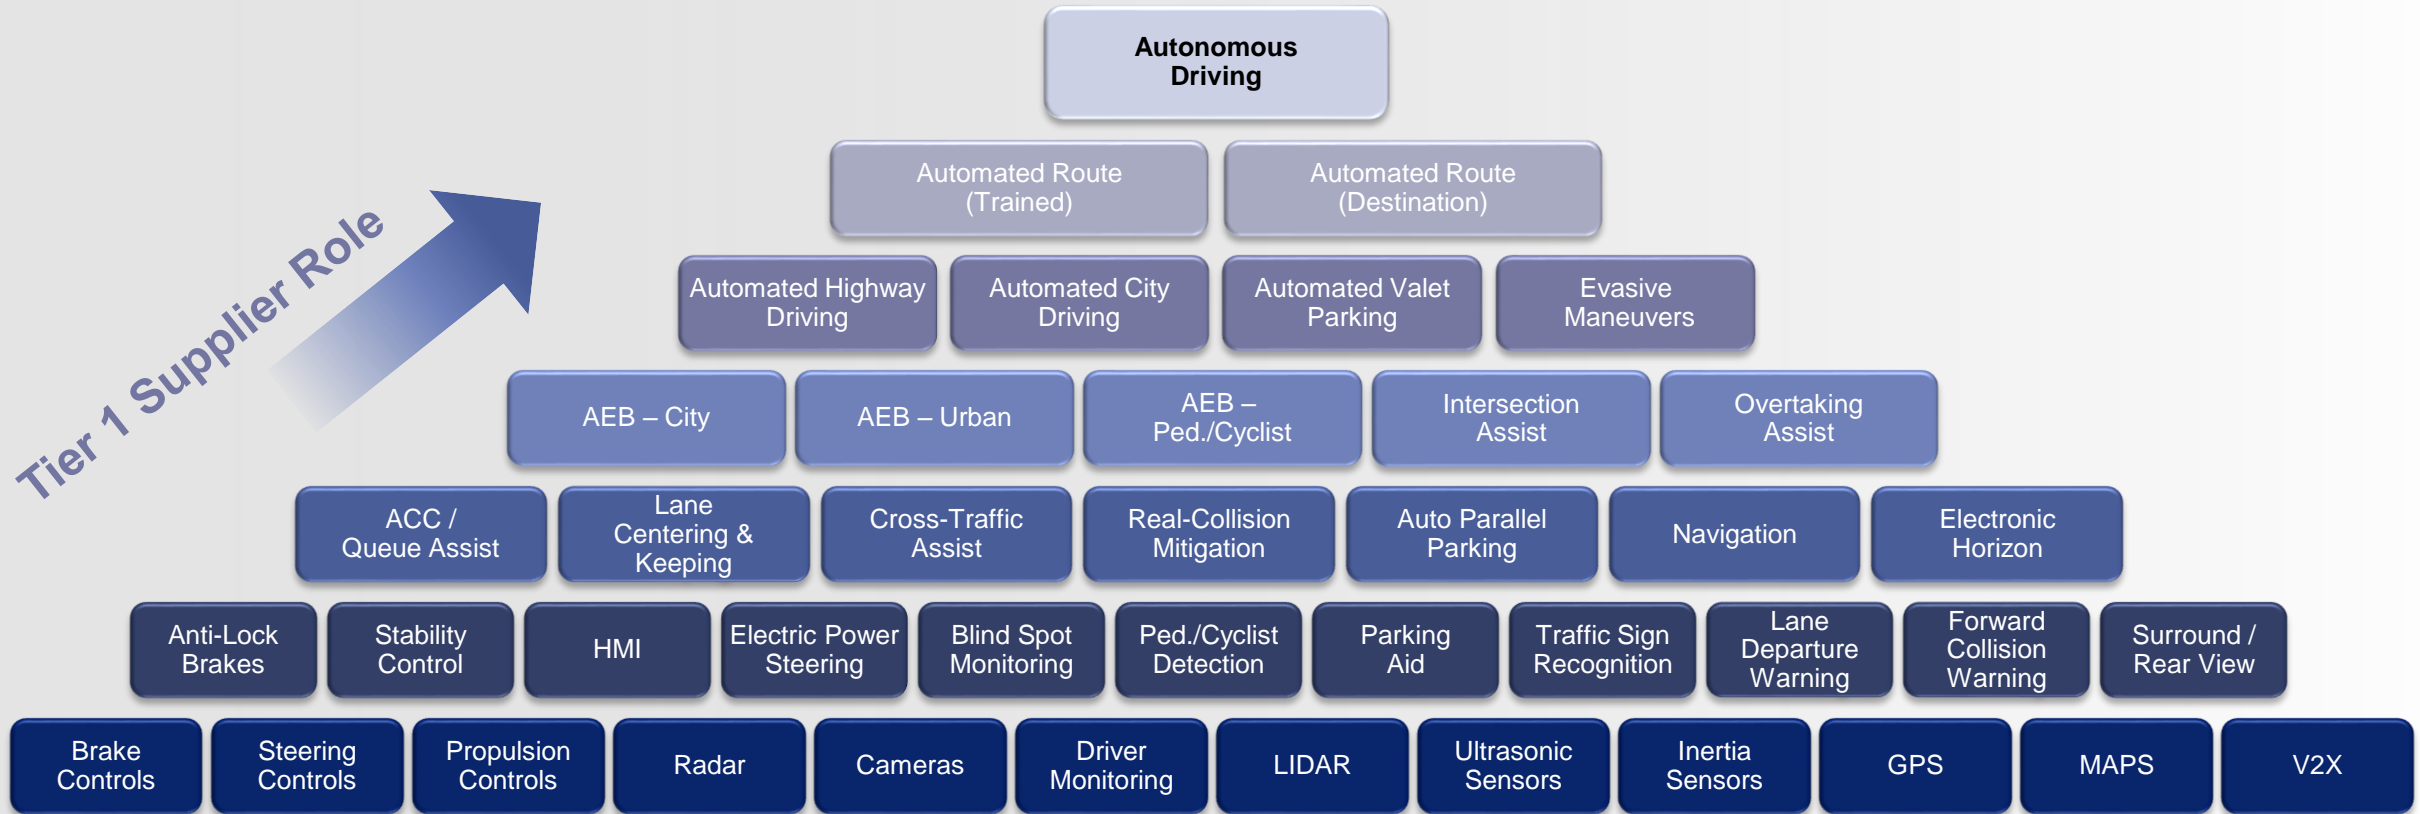 Autonomous
Driving
Automated Route
(Trained)
Automated Route
(Destination)
Tier 1 Supplier Role
Automated Highway
Driving
Automated City
Driving
Automated Valet
Parking
Evasive
Maneuvers
AEB – City
AEB – Urban
AEB –
Ped./Cyclist
Intersection
Assist
Overtaking
Assist
ACC /
Queue Assist
Lane
Centering &
Keeping
Cross-Traffic
Assist
Real-Collision
Mitigation
Auto Parallel
Parking
Navigation
Electronic
Horizon
Anti-Lock
Brakes
Stability
Control
HMI
Electric Power
Steering
Blind Spot
Monitoring
Ped./Cyclist
Detection
Parking
Aid
Traffic Sign
Recognition
Lane
Departure
Warning
Forward
Collision
Warning
Surround /
Rear View
Brake
Controls
Steering
Controls
Propulsion
Controls
Radar
Cameras
Driver
Monitoring
LIDAR
Ultrasonic
Sensors
Inertia
Sensors
GPS
MAPS
V2X